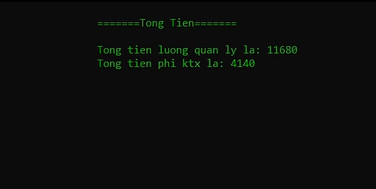 =======Tong Tien=======
Tong tien luong quan ly la: 11680
Tong tien phi ktx la: 4140